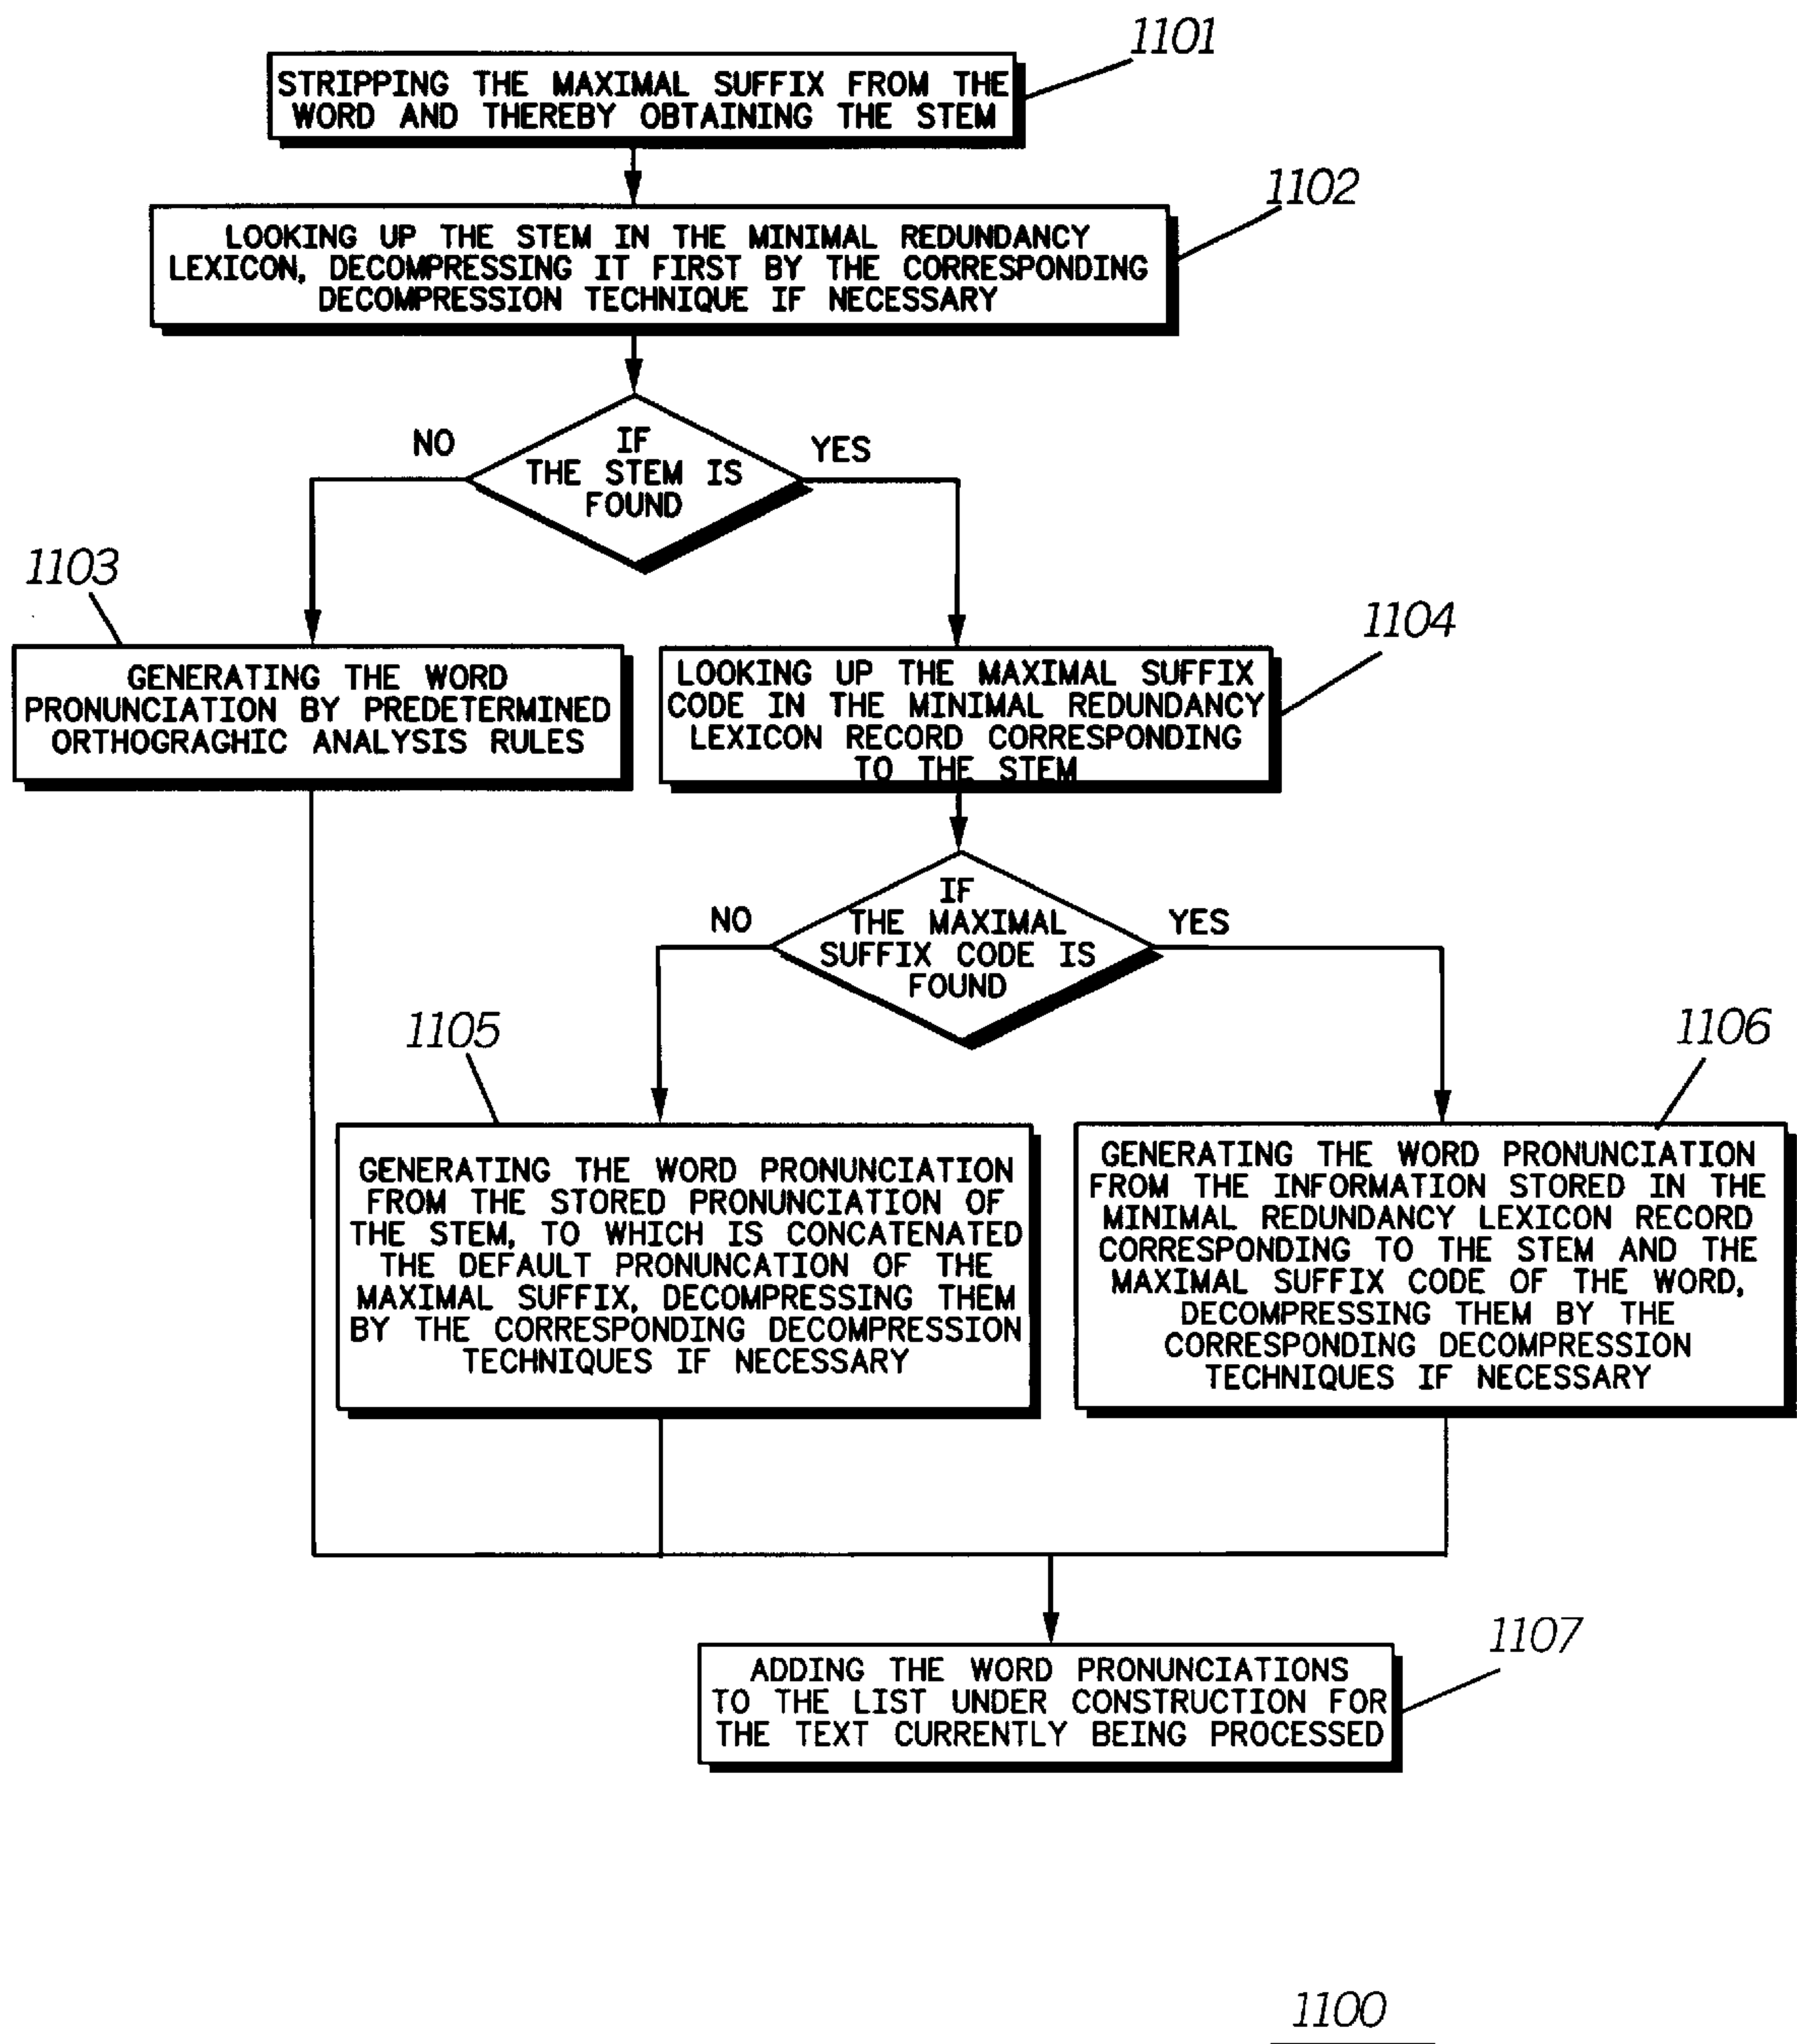 1101
STRIPPING THE MAXIMAL SUFFIX FROM THE
WORD AND THEREBY OBTAINING THE STEM
1102
LOOKING UP THE STEM IN THE MINIMAL REDUNDANCY
LEXICON, DECOMPRESSING IT FIRST BY THE CORRESPONDING
DECOMPRESSION TECHNIQUE IF NECESSARY
NO
IF
THE STEM IS
FOUND
YES
1103
GENERATING THE WORD
PRONUNCIATION BY PREDETERMINED
ORTHOGRAGHIC ANALYSIS RULES
1104
LOOKING UP THE MAXIMAL SUFFIX
CODE IN THE MINIMAL REDUNDANCY
LEXICON RECORD CORRESPONDING
TO THE STEM
NO
IF
THE MAXIMAL
SUFFIX CODE IS
FOUND
YES
1105
GENERATING THE WORD PRONUNCIATION
FROM THE STORED PRONUNCIATION OF
THE STEM, TO WHICH IS CONCATENATED
THE DEFAULT PRONUNCATION OF THE
MAXIMAL SUFFIX, DECOMPRESSING THEM
BY THE CORRESPONDING DECOMPRESSION
TECHNIQUES IF NECESSARY
1106
GENERATING THE WORD PRONUNCIATION
FROM THE INFORMATION STORED IN THE
MINIMAL REDUNDANCY LEXICON RECORD
CORRESPONDING TO THE STEM AND THE
MAXIMAL SUFFIX CODE OF THE WORD,
DECOMPRESSING THEM BY THE
CORRESPONDING DECOMPRESSION
TECHNIQUES IF NECESSARY
1107
ADDING THE WORD PRONUNCIATIONS
TO THE LIST UNDER CONSTRUCTION FOR
THE TEXT CURRENTLY BEING PROCESSED
1100